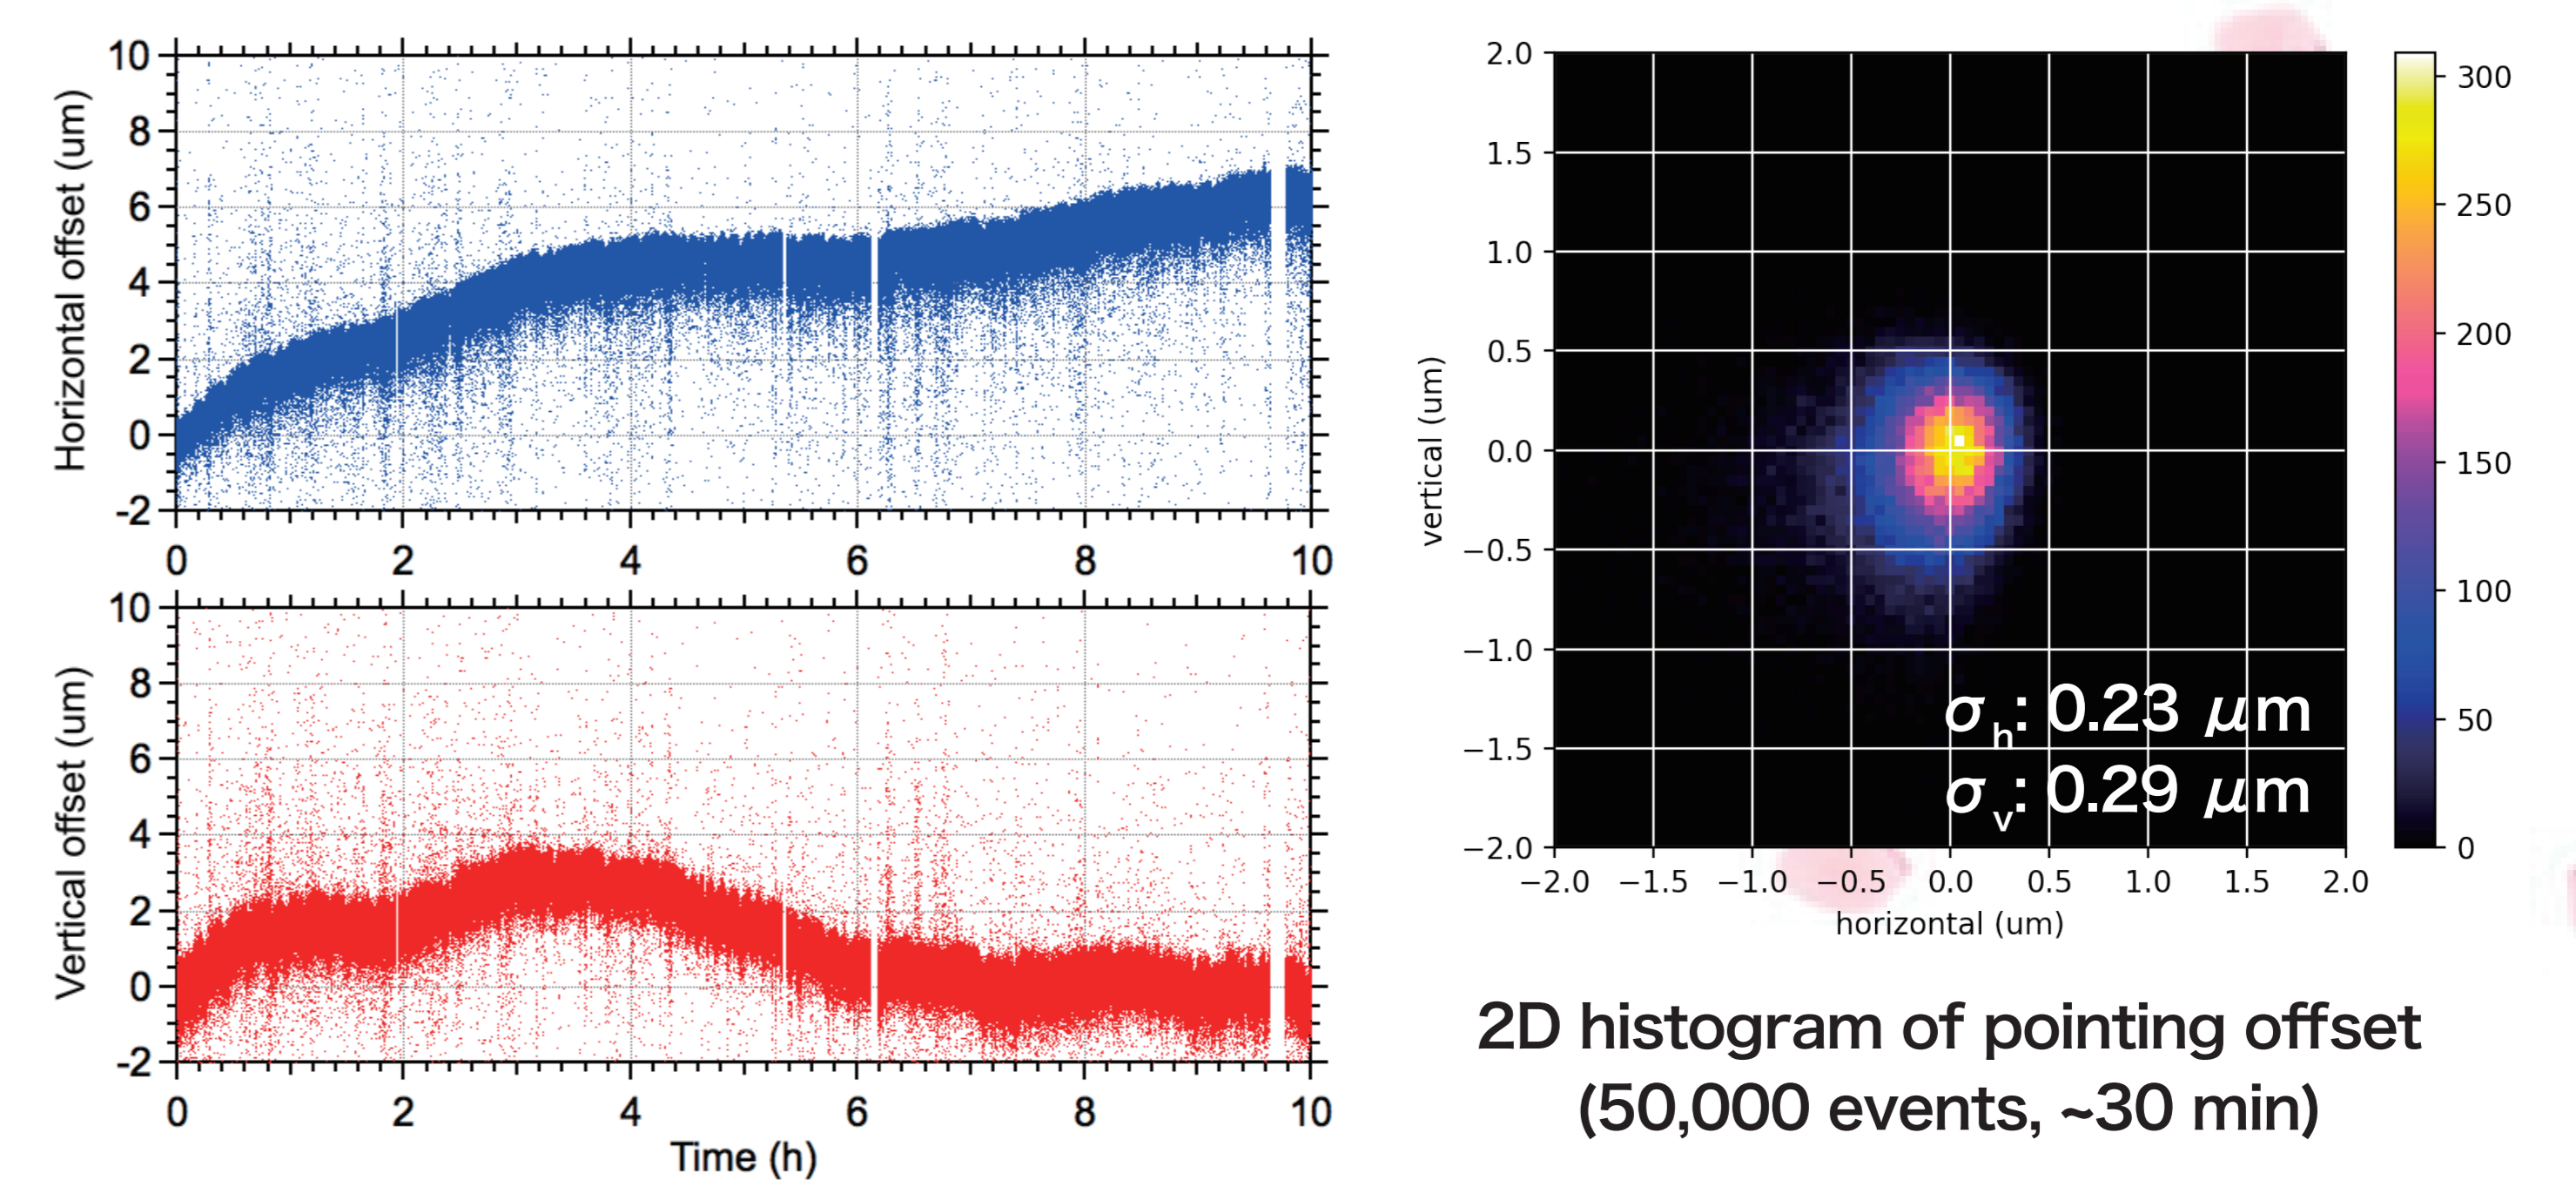 Horizontal offset (um)
10
8
6
4
2
0
-2
0 2 4 6 8 10
Vertical offset (um)
10
8
6
4
2
0
-2
0 2 4 6 8 10
Time (h)
vertical (um)
2.0
1.5
1.0
0.5
0.0
−0.5
−1.0
−1.5
−2.0
−2.0 −1.5 −1.0 −0.5 0.0 0.5 1.0 1.5 2.0
horizontal (um)
σh: 0.23 μm
σv: 0.29 μm
300
250
200
150
100
50
0
2D histogram of pointing offset
(50,000 events, ~30 min)